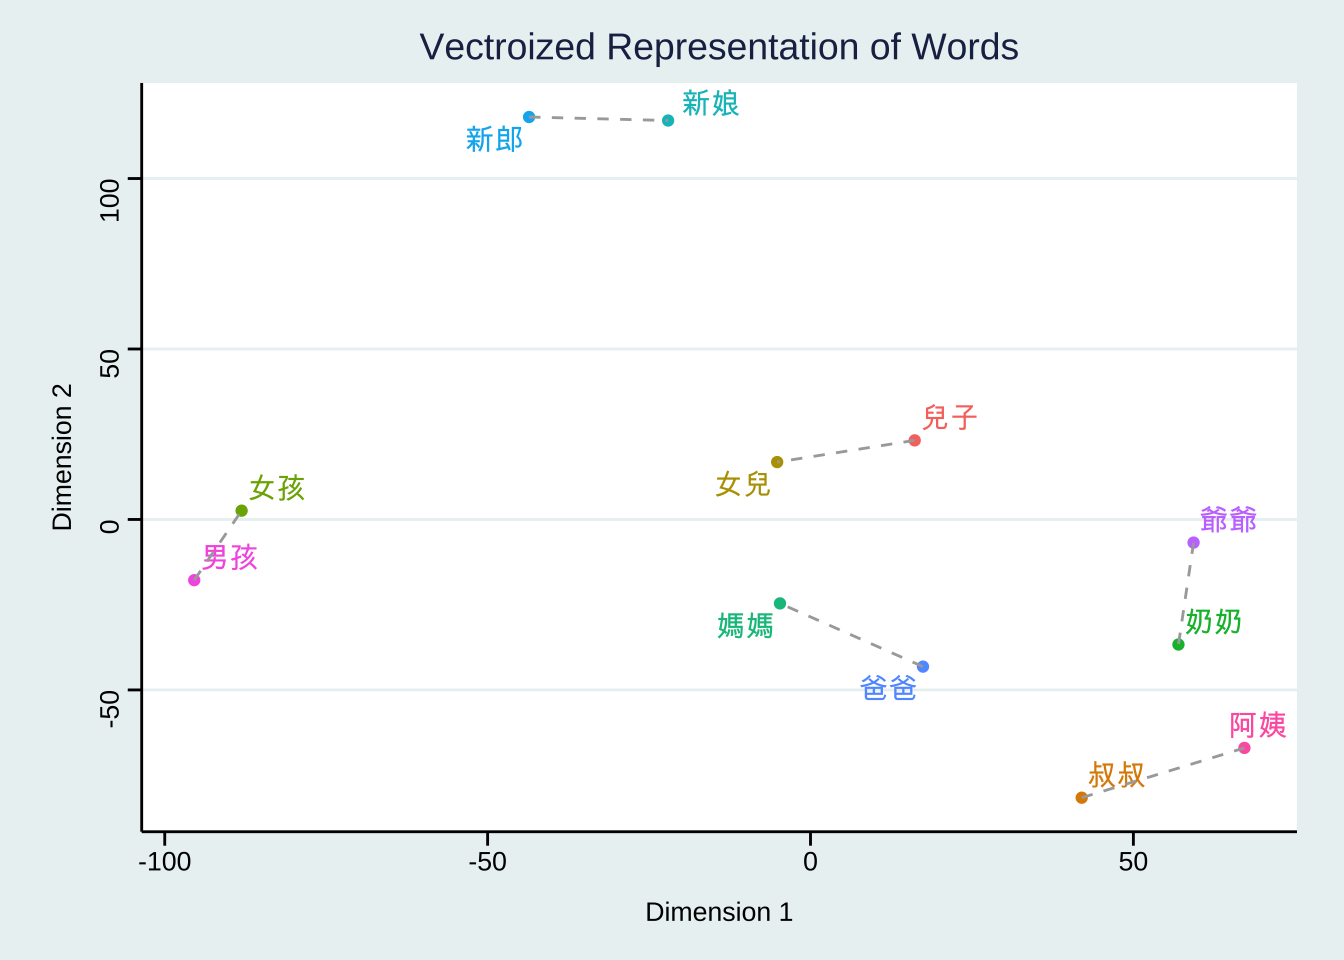 Vectroized Representation of Words
新娘
新郎
100
50
兒子
女兒
女孩
爺爺
0
男孩
奶奶
媽媽
爸爸
-50
阿姨
叔叔
-100
-50
0
50
Dimension 1
Dimension 2